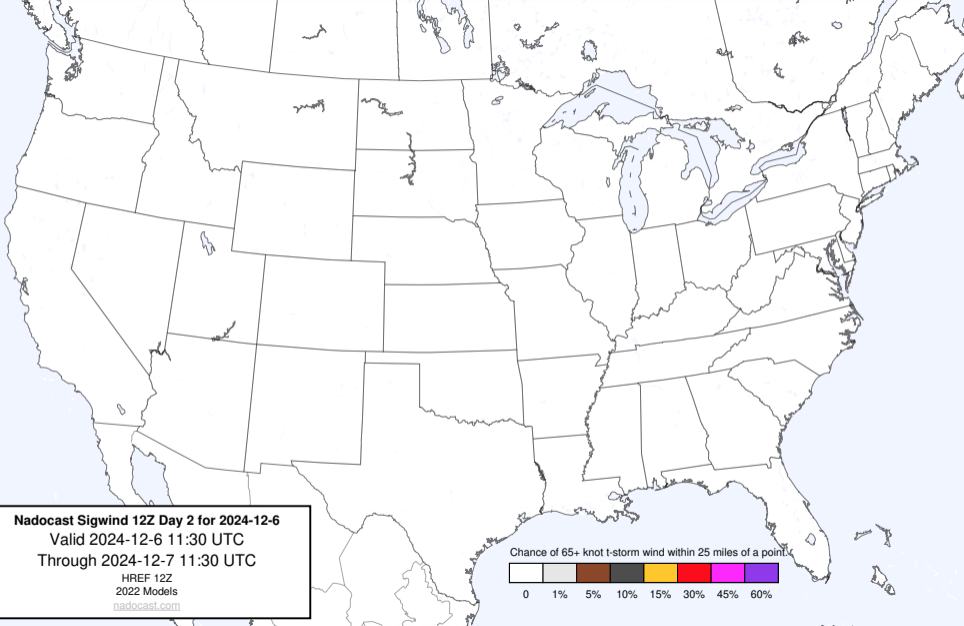 Nadocast Sigwind 12Z Day 2 for 2024-12-6
Valid 2024-12-6 11:30 UTC
Through 2024-12-7 11:30 UTC
HREF 12Z
2022 Models
nadocast.com
Chance of 65+ knot t-storm wind within 25 miles of a point.
0 1% 5% 10% 15% 30% 45% 60%